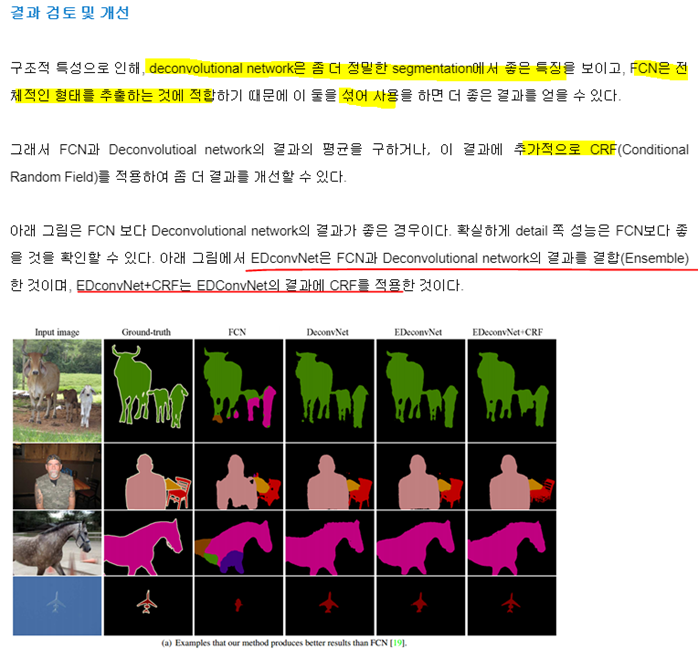 결과 검토 및 개선
구조적 특성으로 인해, deconvolutional network은 좀 더 정밀한 segmentation에서 좋은 특징을 보이고, FCN은 전
체적인 형태를 추출하는 것에 적합하기 때문에 이 둘을 섞어 사용을 하면 더 좋은 결과를 얻을 수 있다.
그래서 FCN과 Deconvolutioal network의 결과의 평균을 구하거나, 이 결과에 추가적으로 CRF(Conditional
Random Field)를 적용하여 좀 더 결과를 개선할 수 있다.
아래 그림은 FCN 보다 Deconvolutional network의 결과가 좋은 경우이다. 확실하게 detail 쪽 성능은 FCN보다 좋
을 것을 확인할 수 있다. 아래 그림에서 EDconvNet은 FCN과 Deconvolutional network의 결과를 결합(Ensemble)
한 것이며, EDconvNet+CRF는 EDConvNet의 결과에 CRF를 적용한 것이다.
Input image Ground-truth FCN DeconvNet EDeconvNet EDeconvNet+CRF
(a) Examples that our method produces better results than FCN [19].